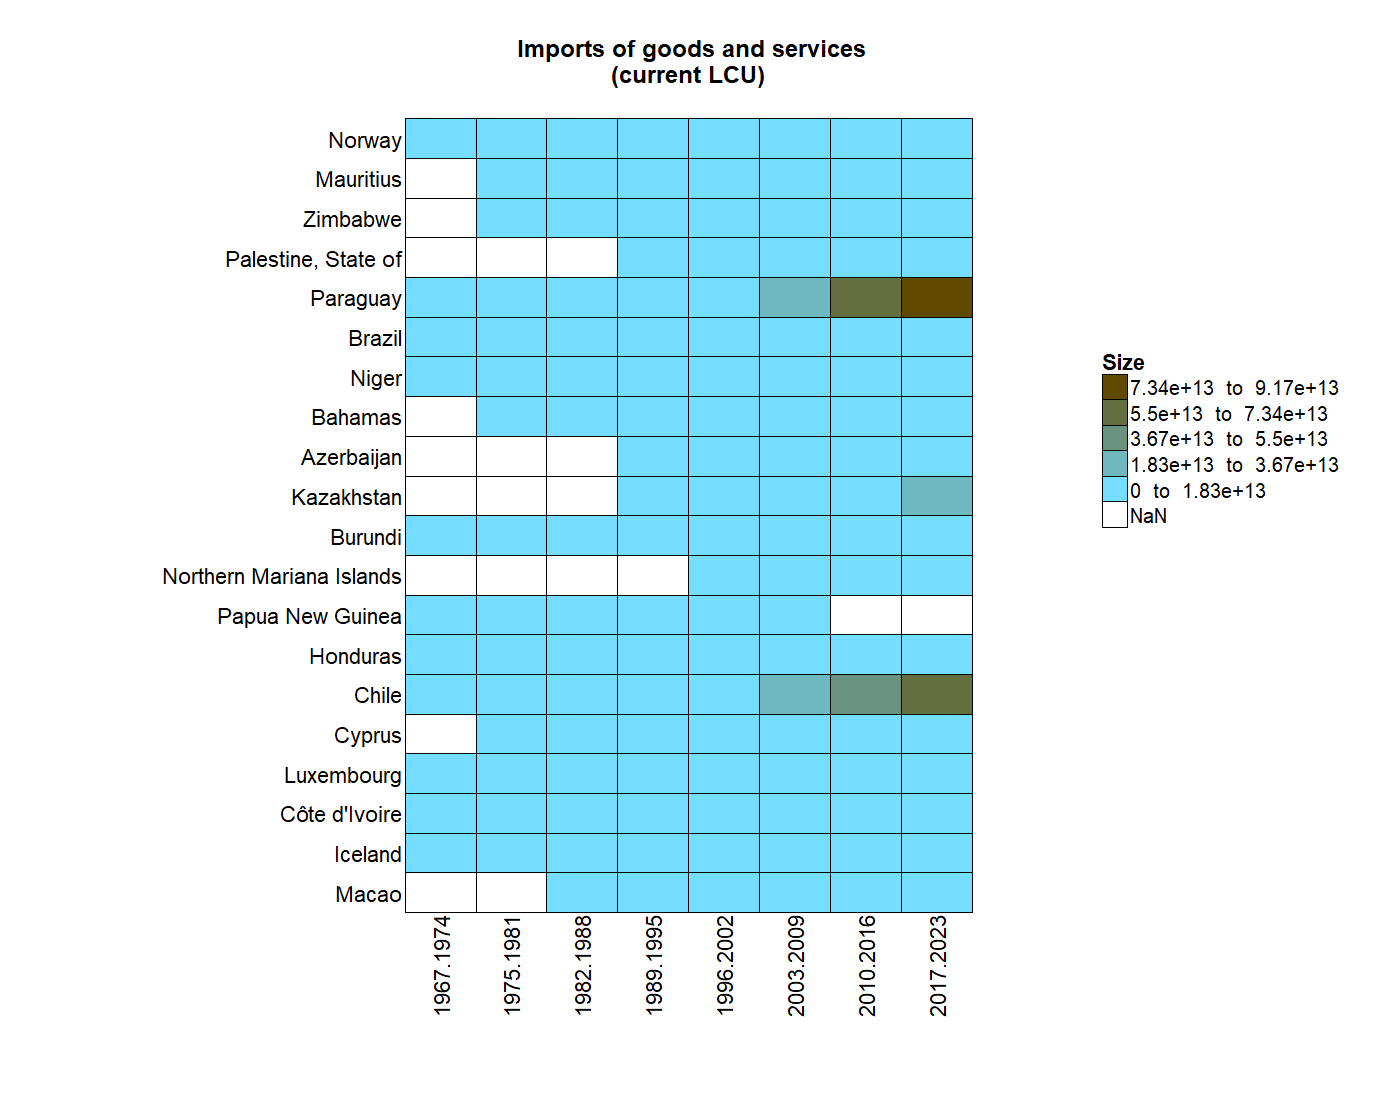 Imports of goods and services
(current LCU)
Norway
Mauritius
Zimbabwe
Palestine, State of
Paraguay
Brazil
Niger
Bahamas
Azerbaijan
Kazakhstan
Burundi
Northern Mariana Islands
Papua New Guinea
Honduras
Chile
Cyprus
Luxembourg
Côte d'Ivoire
Iceland
Macao
1967.1974
1975.1981
1982.1988
1989.1995
1996.2002
2003.2009
2010.2016
2017.2023
Size
7.34e+13 to 9.17e+13
5.5e+13 to 7.34e+13
3.67e+13 to 5.5e+13
1.83e+13 to 3.67e+13
0 to 1.83e+13
NaN